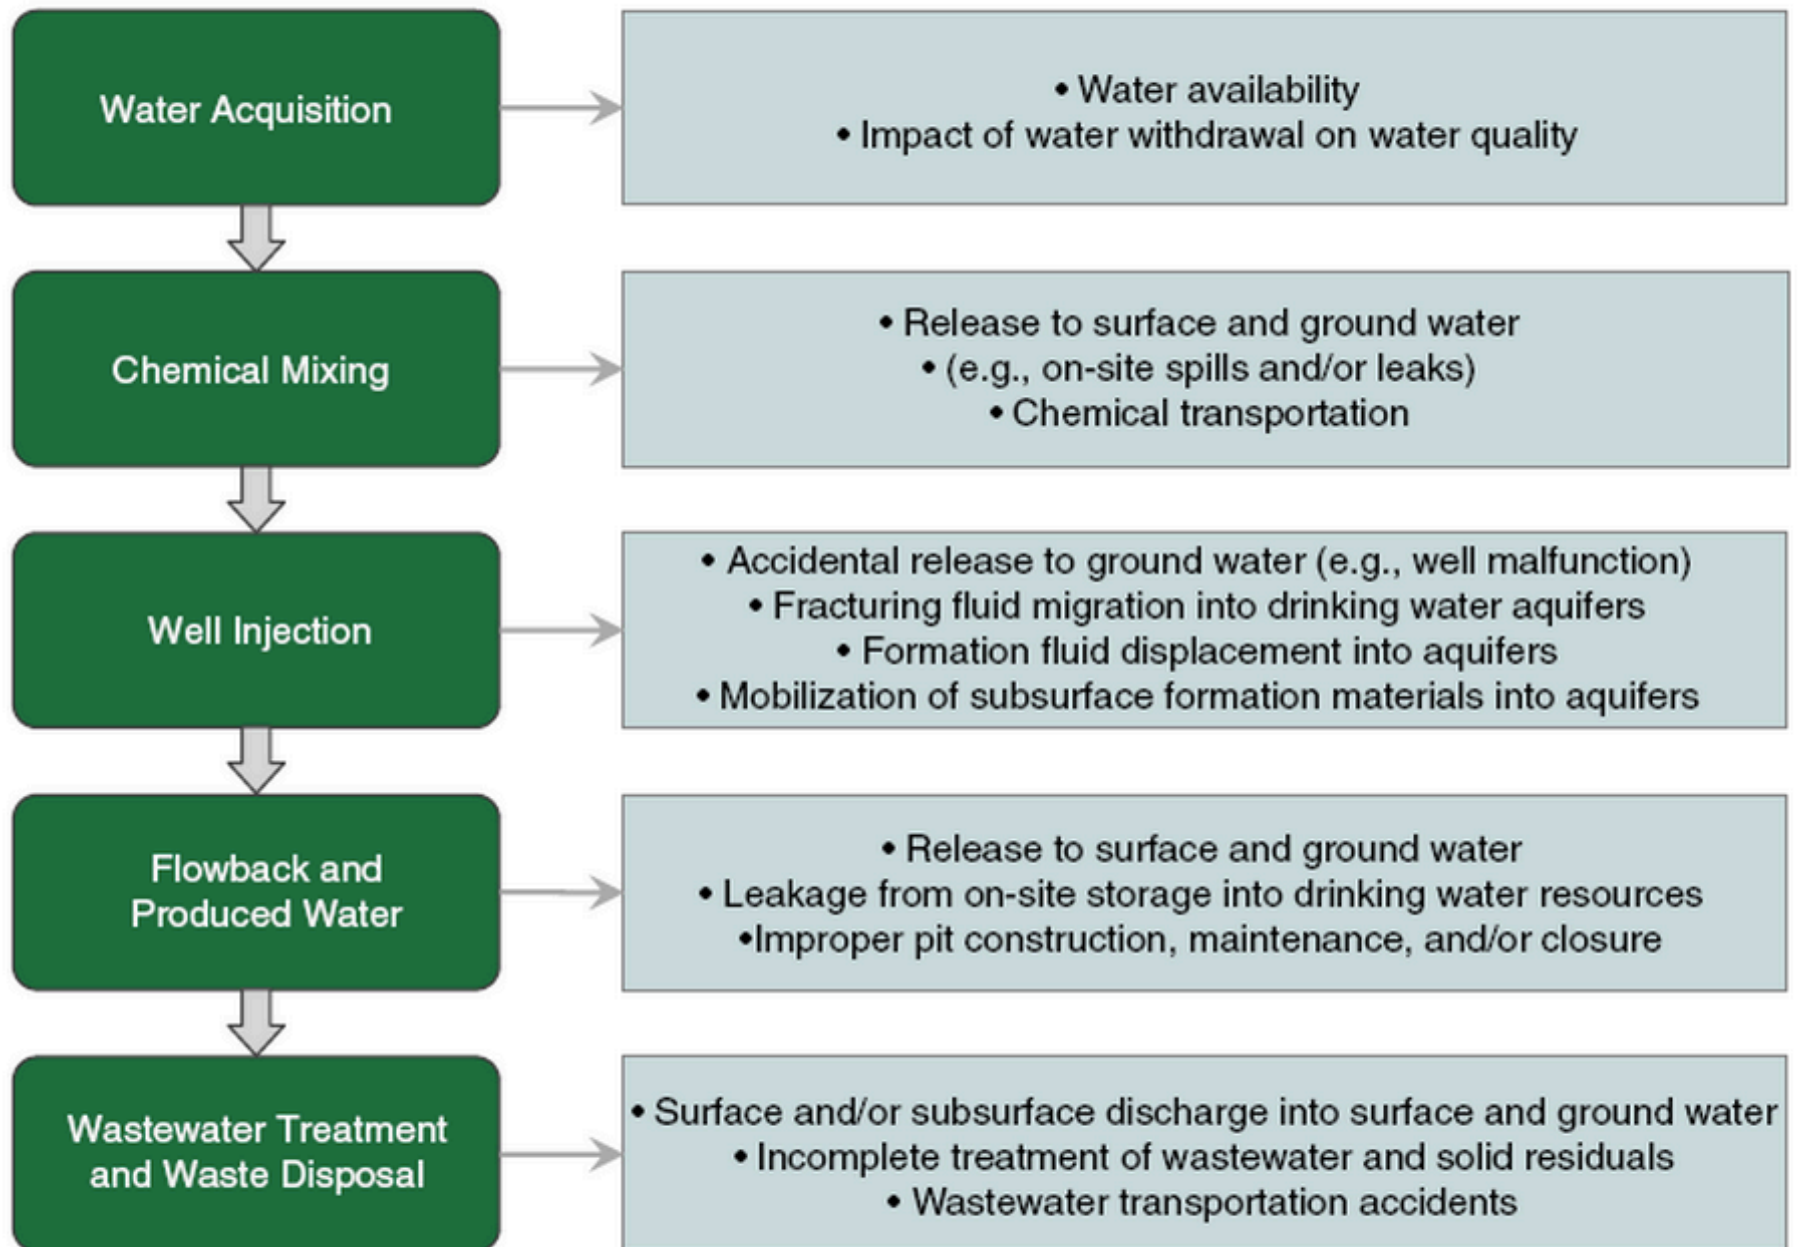 Water Acquisition
• Water availability
• Impact of water withdrawal on water quality
Chemical Mixing
• Release to surface and ground water
• (e.g., on-site spills and/or leaks)
• Chemical transportation
Well Injection
• Accidental release to ground water (e.g., well malfunction)
• Fracturing fluid migration into drinking water aquifers
• Formation fluid displacement into aquifers
• Mobilization of subsurface formation materials into aquifers
Flowback and
Produced Water
• Release to surface and ground water
• Leakage from on-site storage into drinking water resources
•Improper pit construction, maintenance, and/or closure
Wastewater Treatment
and Waste Disposal
• Surface and/or subsurface discharge into surface and ground water
• Incomplete treatment of wastewater and solid residuals
• Wastewater transportation accidents